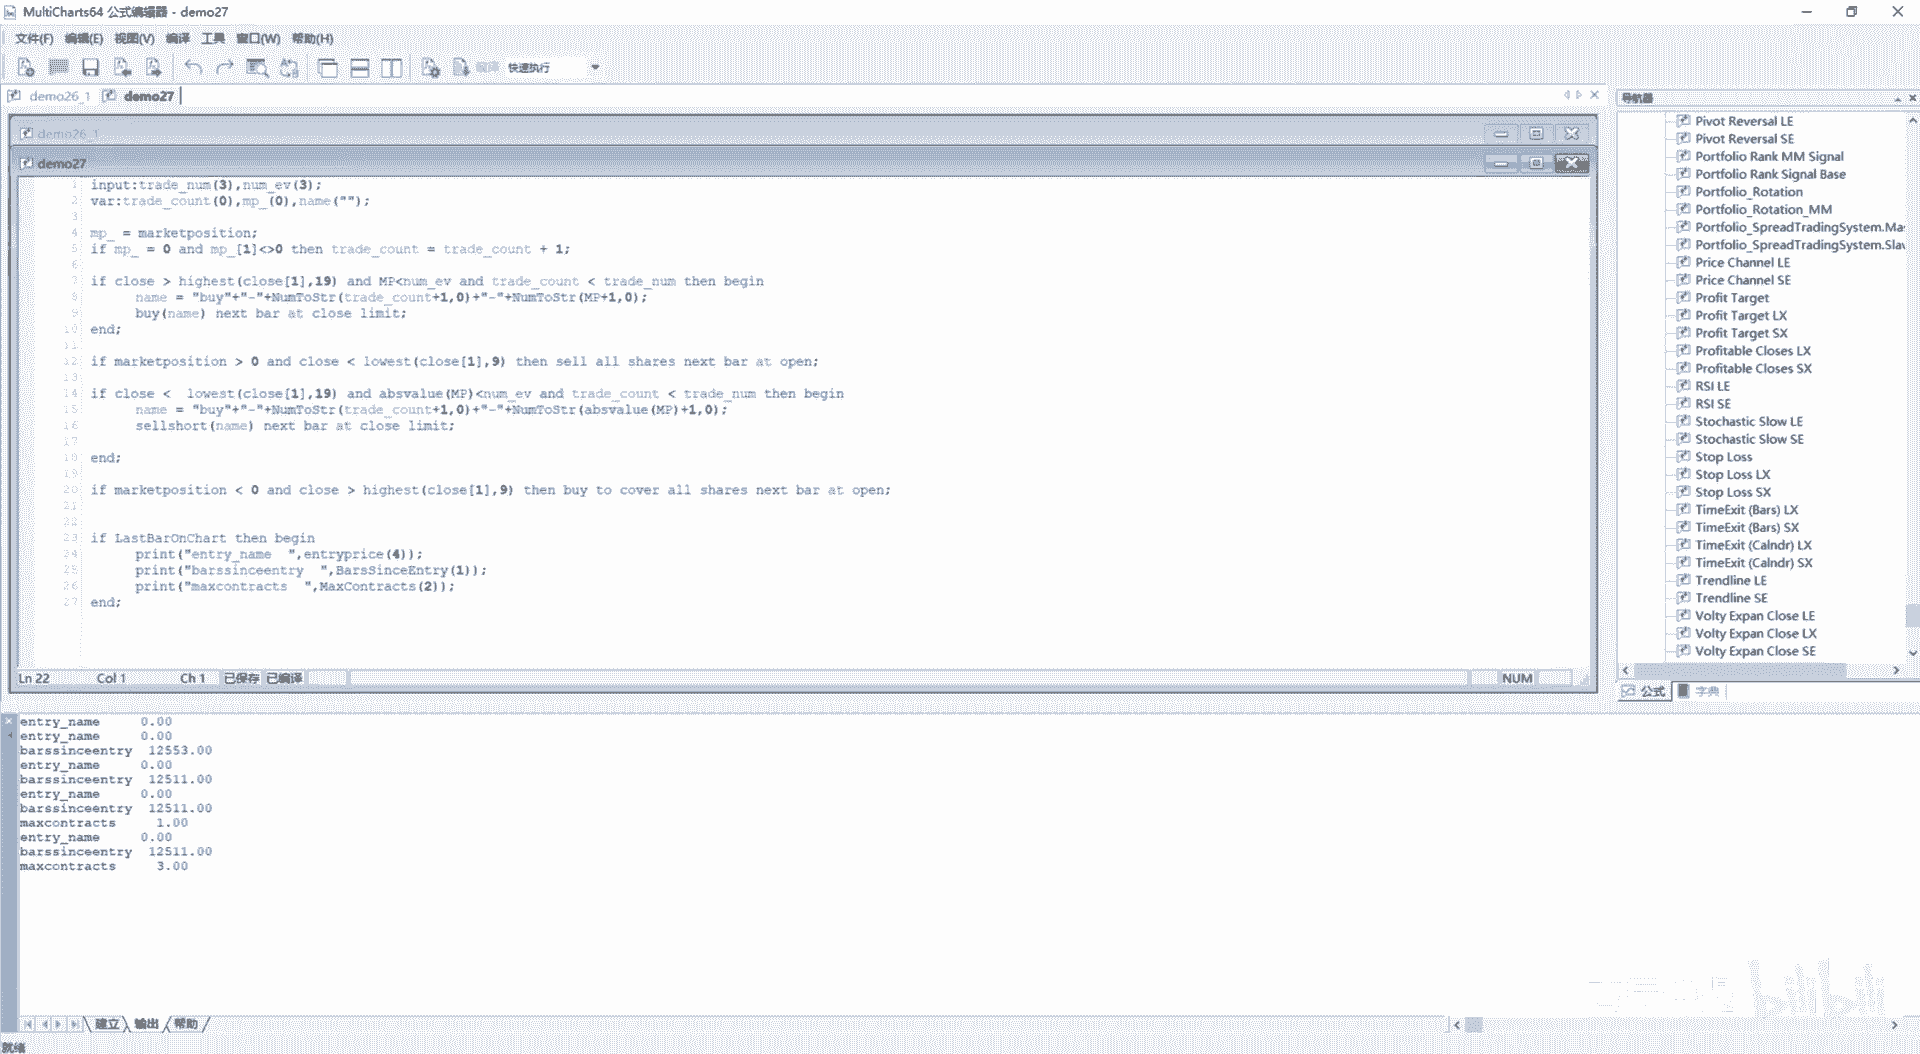 MultiCharts64 公式编辑器 - demo27
文件(F) 编辑(E) 视图(V) 编译 工具 窗口(W) 帮助(H)
编译 快速执行
demo26_1 demo27
demo26_1
demo27
1 input:trade_num(3),num_ev(3);
2 var:trade_count(0),mp_(0),name("");
3
4 mp_ = marketposition;
5 if mp_ = 0 and mp_[1]<>0 then trade_count = trade_count + 1;
6
7 if close > highest(close[1],19) and MP<num_ev and trade_count < trade_num then begin
8 name = "buy"+"-"+NumToStr(trade_count+1,0)+"-"+NumToStr(MP+1,0);
9 buy(name) next bar at close limit;
10 end;
11
12 if marketposition > 0 and close < lowest(close[1],9) then sell all shares next bar at open;
13
14 if close <  lowest(close[1],19) and absvalue(MP)<num_ev and trade_count < trade_num then begin
15 name = "buy"+"-"+NumToStr(trade_count+1,0)+"-"+NumToStr(absvalue(MP)+1,0);
16 sellshort(name) next bar at close limit;
17
18 end;
19
20 if marketposition < 0 and close > highest(close[1],9) then buy to cover all shares next bar at open;
21
22
23 if LastBarOnChart then begin
24 print("entry_name  ",entryprice(4));
25 print("barssinceentry  ",BarsSinceEntry(1));
26 print("maxcontracts  ",MaxContracts(2));
27 end;
Ln 22 Col 1 Ch 1 已保存 已编译 NUM
导航器
Pivot Reversal LE
Pivot Reversal SE
Portfolio Rank MM Signal
Portfolio Rank Signal Base
Portfolio_Rotation
Portfolio_Rotation_MM
Portfolio_SpreadTradingSystem.Ma
Portfolio_SpreadTradingSystem.Slav
Price Channel LE
Price Channel SE
Profit Target
Profit Target LX
Profit Target SX
Profitable Closes LX
Profitable Closes SX
RSI LE
RSI SE
Stochastic Slow LE
Stochastic Slow SE
Stop Loss
Stop Loss LX
Stop Loss SX
TimeExit (Bars) LX
TimeExit (Bars) SX
TimeExit (Calndr) LX
TimeExit (Calndr) SX
Trendline LE
Trendline SE
Volty Expan Close LE
Volty Expan Close LX
Volty Expan Close SE
公式 字典
entry_name 0.00
entry_name 0.00
barssinceentry 12553.00
entry_name 0.00
barssinceentry 12511.00
entry_name 0.00
barssinceentry 12511.00
maxcontracts 1.00
entry_name 0.00
barssinceentry 12511.00
maxcontracts 3.00
bilibili
建立 输出 帮助
就绪